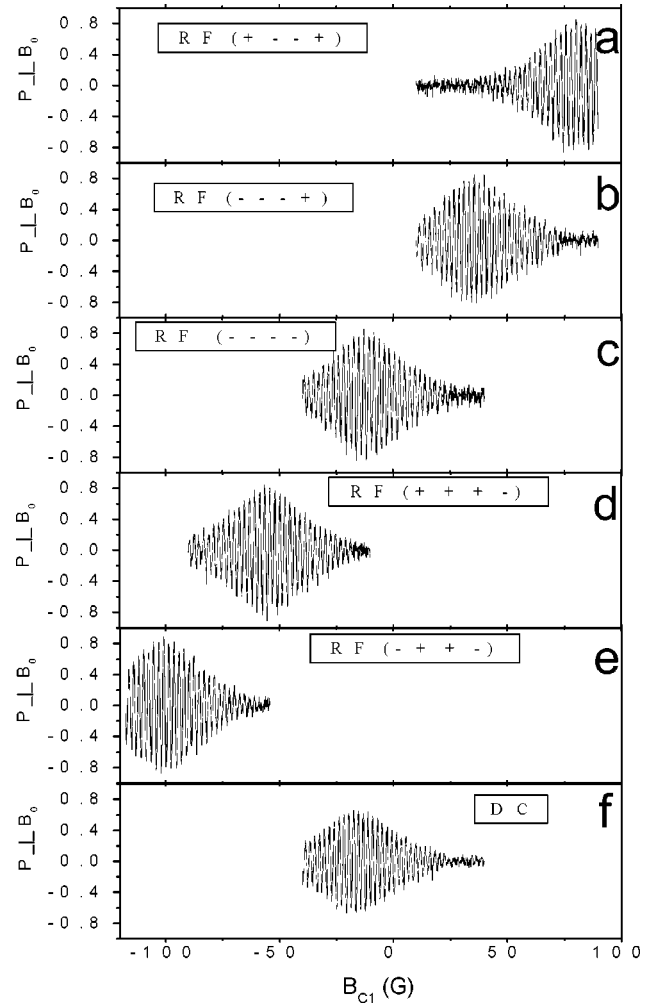 0.8
0.4
0.0
-0.4
-0.8
P_|_B0
RF (+ - - +)
a
0.8
0.4
0.0
-0.4
-0.8
P_|_B0
RF (- - - +)
b
0.8
0.4
0.0
-0.4
-0.8
P_|_B0
RF (- - - -)
c
0.8
0.4
0.0
-0.4
-0.8
P_|_B0
RF (+ + + -)
d
0.8
0.4
0.0
-0.4
-0.8
P_|_B0
RF (- + + -)
e
0.8
0.4
0.0
-0.4
-0.8
P_|_B0
DC
f
-100 -50 0 50 100
BC1 (G)